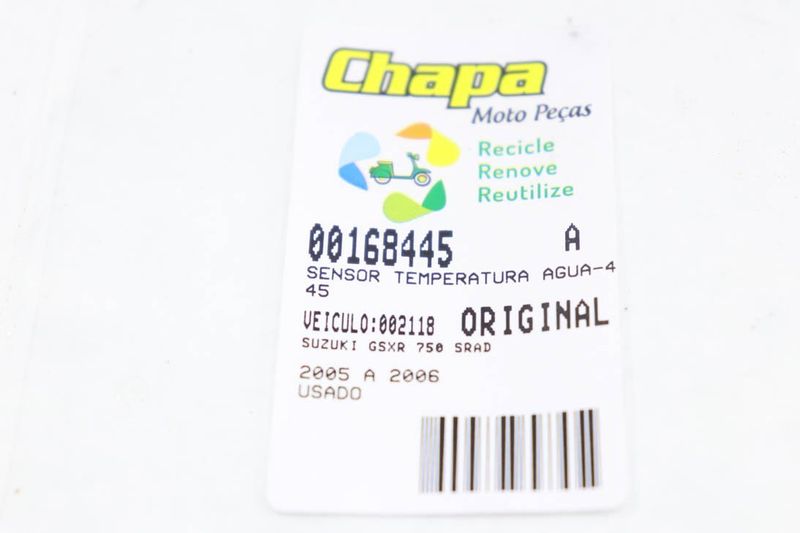 Chapa
Moto Peças
Recicle
Renove
Reutilize
00168445 A
SENSOR TEMPERATURA AGUA-4
45
VEICULO:002118 ORIGINAL
SUZUKI GSXR 750 SRAD
2005 A 2006
USADO